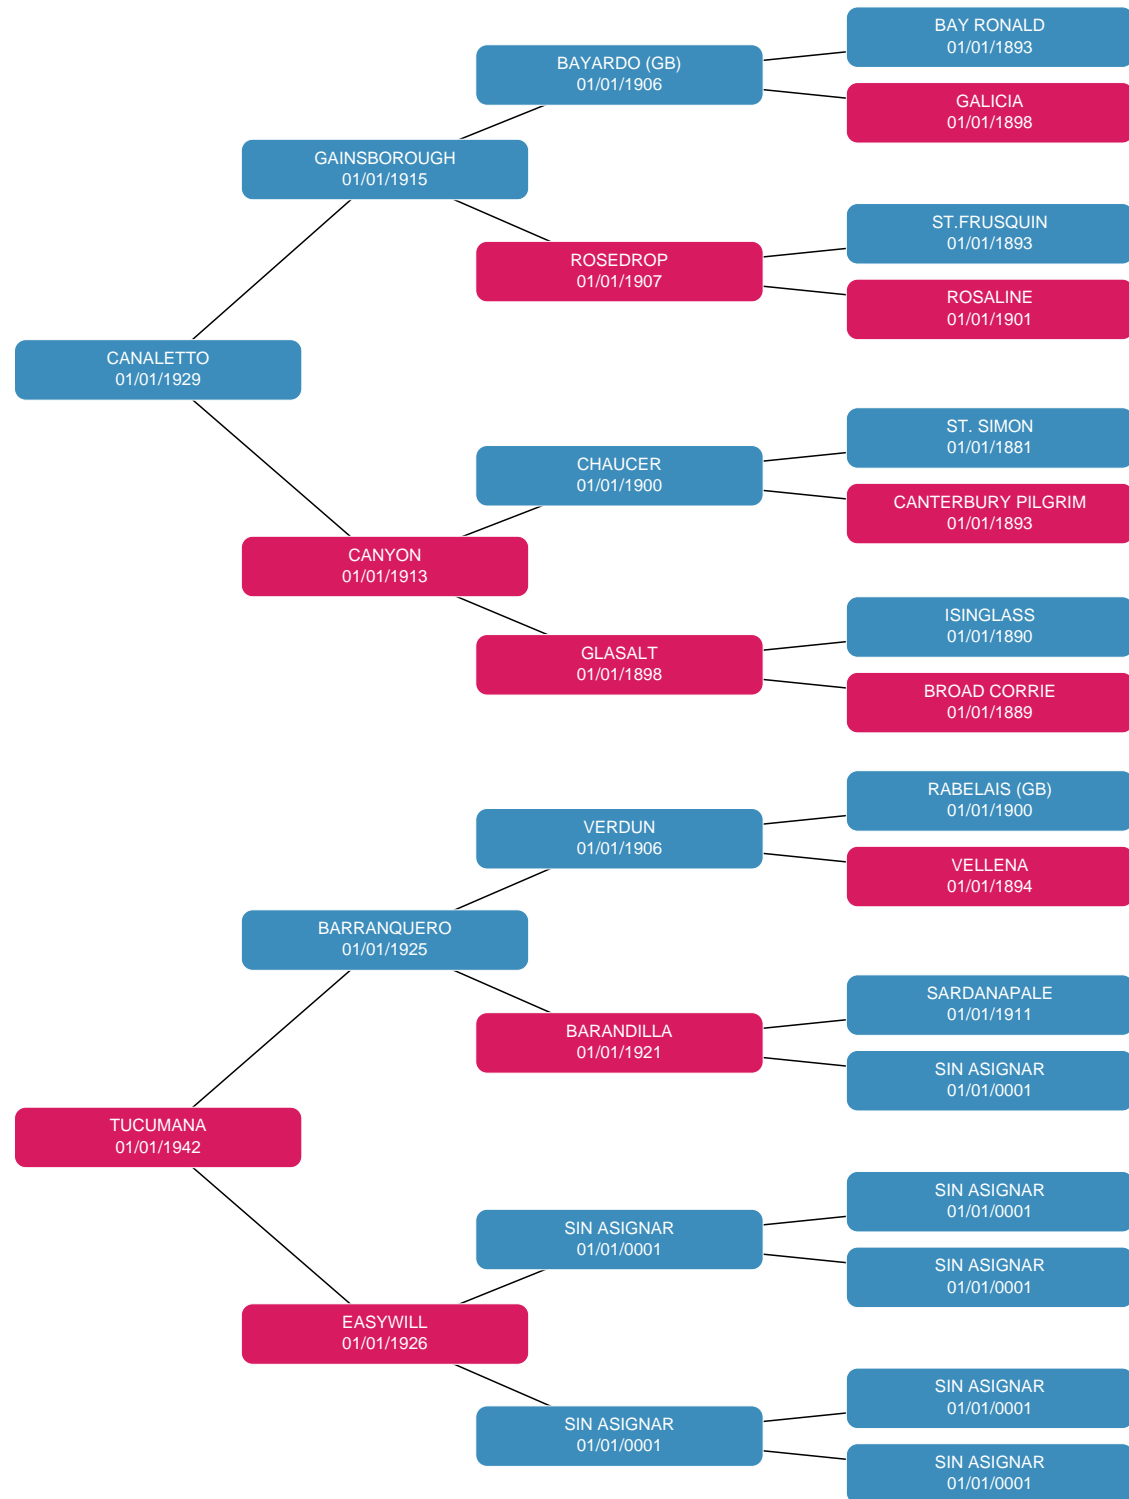 BAY RONALD
01/01/1893
BAYARDO (GB)
01/01/1906
GALICIA
01/01/1898
GAINSBOROUGH
01/01/1915
ST.FRUSQUIN
01/01/1893
ROSEDROP
01/01/1907
ROSALINE
01/01/1901
CANALETTO
01/01/1929
ST. SIMON
01/01/1881
CHAUCER
01/01/1900
CANTERBURY PILGRIM
01/01/1893
CANYON
01/01/1913
ISINGLASS
01/01/1890
GLASALT
01/01/1898
BROAD CORRIE
01/01/1889
RABELAIS (GB)
01/01/1900
VERDUN
01/01/1906
VELLENA
01/01/1894
BARRANQUERO
01/01/1925
SARDANAPALE
01/01/1911
BARANDILLA
01/01/1921
SIN ASIGNAR
01/01/0001
TUCUMANA
01/01/1942
SIN ASIGNAR
01/01/0001
SIN ASIGNAR
01/01/0001
SIN ASIGNAR
01/01/0001
EASYWILL
01/01/1926
SIN ASIGNAR
01/01/0001
SIN ASIGNAR
01/01/0001
SIN ASIGNAR
01/01/0001